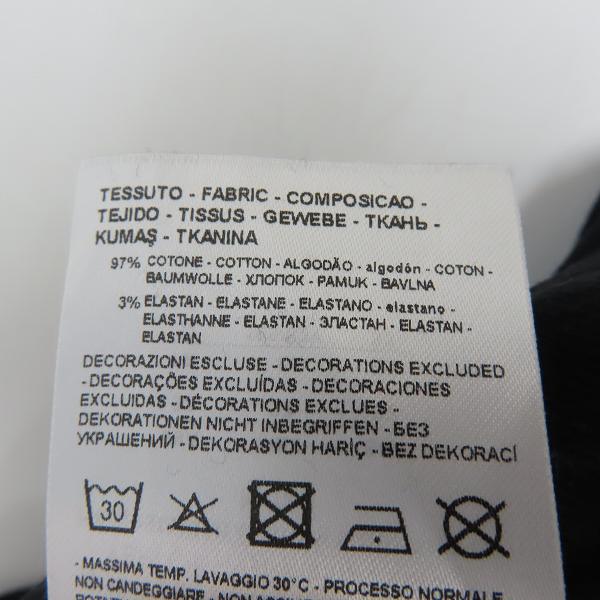 TESSUTO - FABRIC - COMPOSICAO -
TEJIDO - TISSUS - GEWEBE - ТКАНЬ -
KUMAŞ - TKANINA
97% COTONE - COTTON - ALGODÃO - algodón - COTON -
BAUMWOLLE - ХЛОПОК - PAMUK - BAVLNA
3% ELASTAN - ELASTANE - ELASTANO - elastano -
ELASTHANNE - ELASTAN - ЭЛАСТАН - ELASTAN -
ELASTAN
DECORAZIONI ESCLUSE - DECORATIONS EXCLUDED
- DECORAÇÕES EXCLUÍDAS - DECORACIONES
EXCLUIDAS - DÉCORATIONS EXCLUES -
DEKORATIONEN NICHT INBEGRIFFEN - БЕЗ
УКРАШЕНИЙ - DEKORASYON HARİÇ - BEZ DEKORACÍ
30
- MASSIMA TEMP. LAVAGGIO 30°C - PROCESSO NORMALE
NON CANDEGGIARE